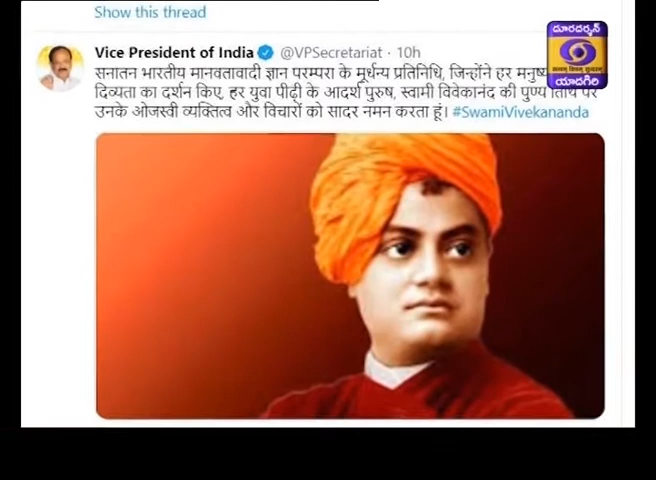 Show this thread
Vice President of India @VPSecretariat · 10h
सनातन भारतीय मानवतावादी ज्ञान परम्परा के मूर्धन्य प्रतिनिधि, जिन्होंने हर मनुष्य
दिव्यता का दर्शन किए, हर युवा पीढ़ी के आदर्श पुरुष, स्वामी विवेकानंद की पुण्य तिथि पर
उनके ओजस्वी व्यक्तित्व और विचारों को सादर नमन करता हूं। #SwamiVivekananda
దూరదర్శన్
యాదగిరి